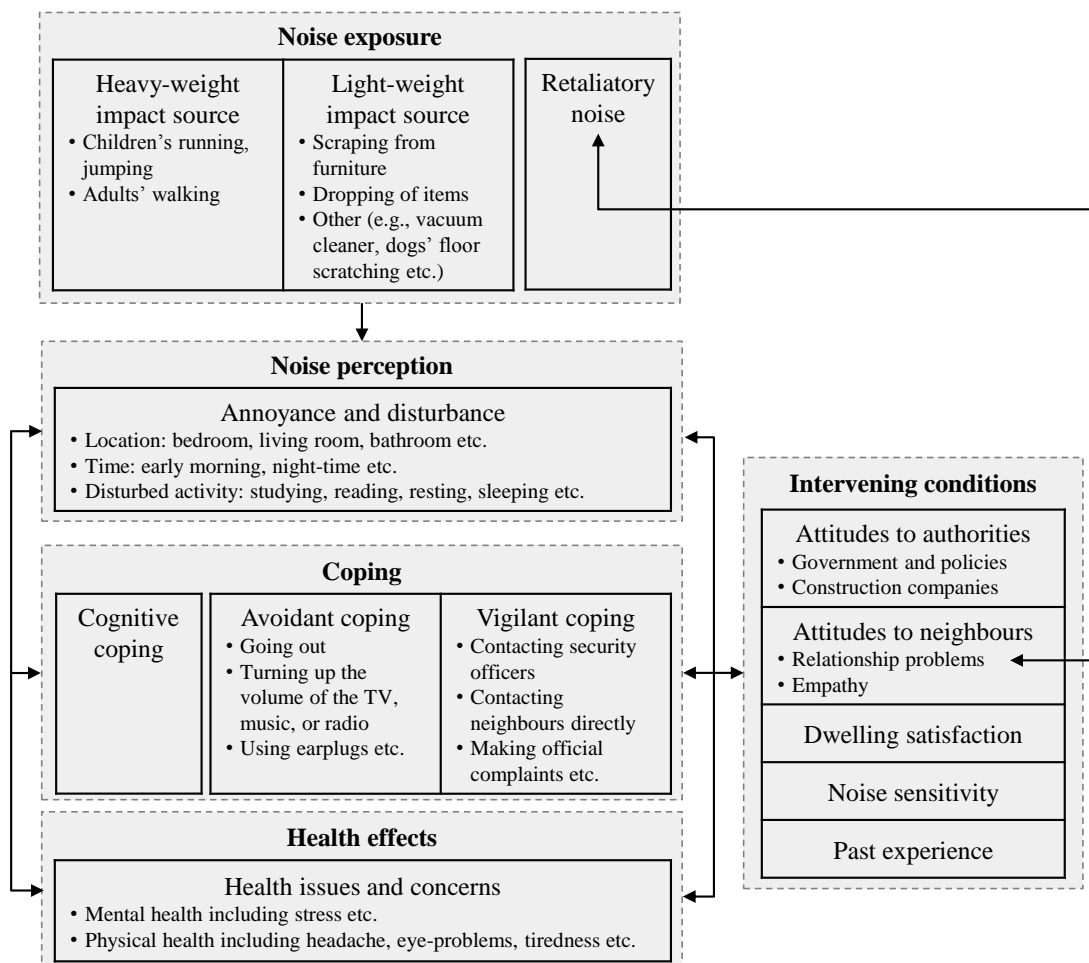 Noise exposure
Heavy-weight
impact source
• Children’s running,
jumping
• Adults’ walking
Light-weight
impact source
• Scraping from
furniture
• Dropping of items
• Other (e.g., vacuum
cleaner, dogs’ floor
scratching etc.)
Retaliatory
noise
Noise perception
Annoyance and disturbance
• Location: bedroom, living room, bathroom etc.
• Time: early morning, night-time etc.
• Disturbed activity: studying, reading, resting, sleeping etc.
Coping
Cognitive
coping
Avoidant coping
• Going out
• Turning up the
volume of the TV,
music, or radio
• Using earplugs etc.
Vigilant coping
• Contacting security
officers
• Contacting
neighbours directly
• Making official
complaints etc.
Health effects
Health issues and concerns
• Mental health including stress etc.
• Physical health including headache, eye-problems, tiredness etc.
Intervening conditions
Attitudes to authorities
• Government and policies
• Construction companies
Attitudes to neighbours
• Relationship problems
• Empathy
Dwelling satisfaction
Noise sensitivity
Past experience